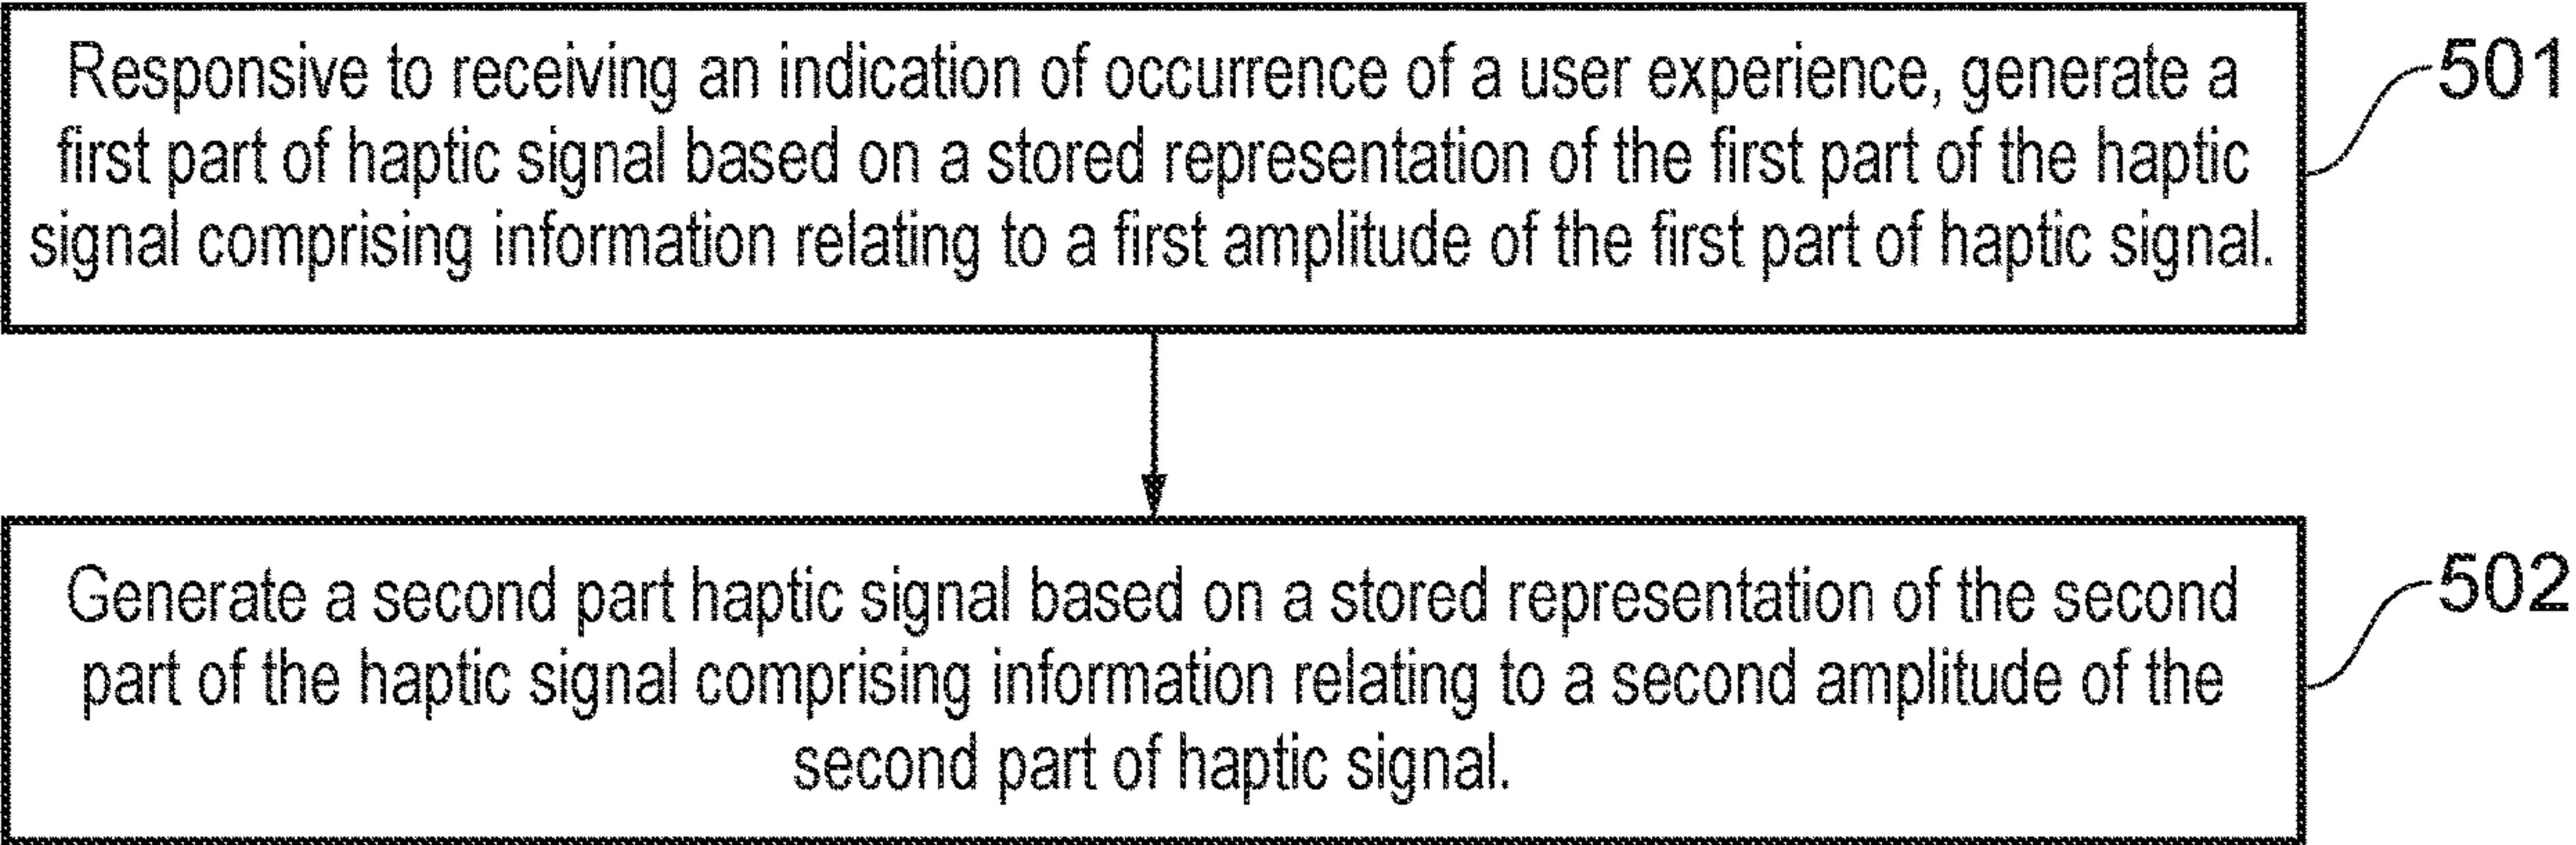 Responsive to receiving an indication of occurrence of a user experience, generate a
first part of haptic signal based on a stored representation of the first part of the haptic
signal comprising information relating to a first amplitude of the first part of haptic signal.
501
Generate a second part haptic signal based on a stored representation of the second
part of the haptic signal comprising information relating to a second amplitude of the
second part of haptic signal.
502